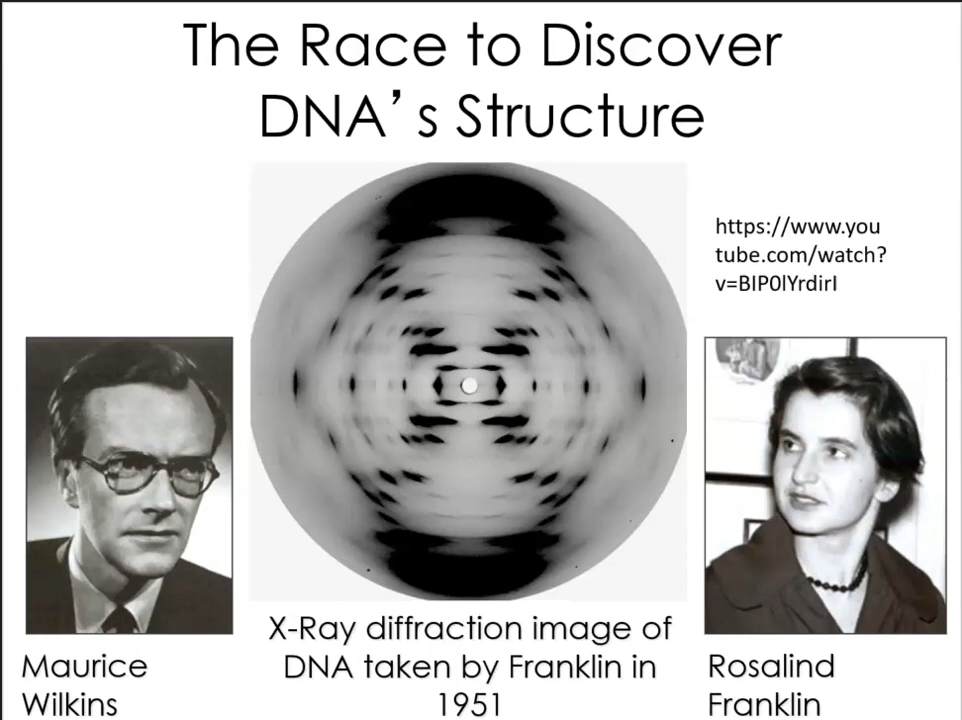 The Race to Discover
DNA’s Structure
https://www.you
tube.com/watch?
v=BIP0lYrdirI
X-Ray diffraction image of
DNA taken by Franklin in
1951
Maurice
Wilkins
Rosalind
Franklin